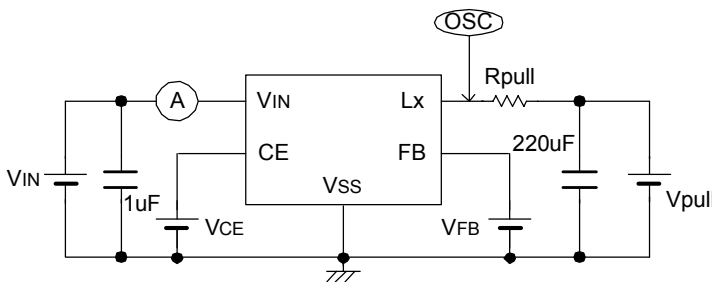 OSC
Rpull
A
VIN
Lx
CE
FB
220uF
VIN
VSS
1uF
VCE
VFB
Vpull